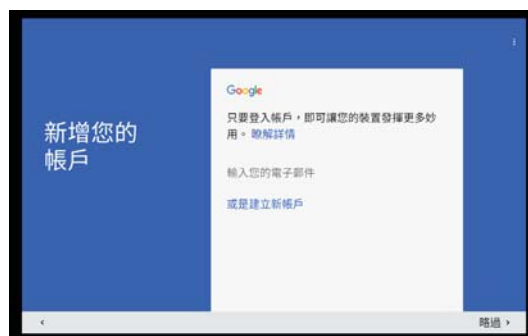 新增您的
帳戶
Google
只要登入帳戶，即可讓您的裝置發揮更多妙
用。瞭解詳情
輸入您的電子郵件
或是建立新帳戶
略過